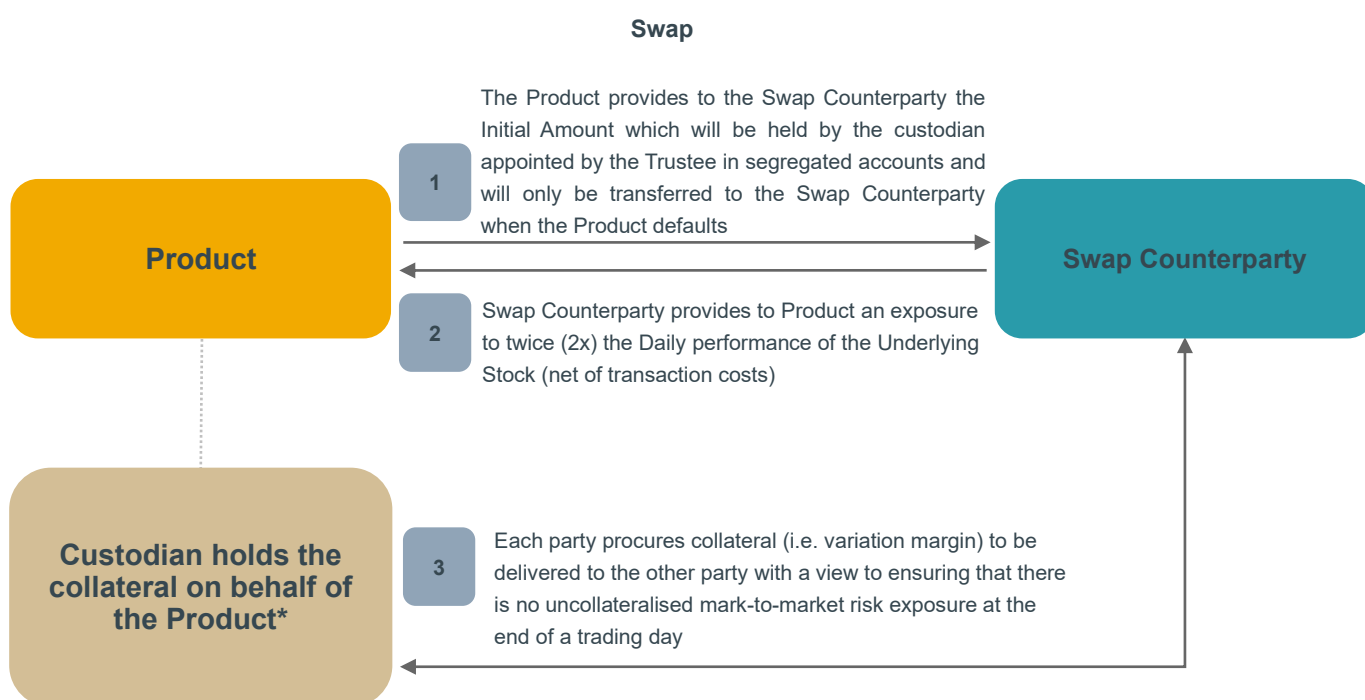 Swap
The Product provides to the Swap Counterparty the
Initial Amount which will be held by the custodian
appointed by the Trustee in segregated accounts and
will only be transferred to the Swap Counterparty
when the Product defaults
1
Product
Swap Counterparty
2
Swap Counterparty provides to Product an exposure
to twice (2x) the Daily performance of the Underlying
Stock (net of transaction costs)
Custodian holds the
collateral on behalf of
the Product*
3
Each party procures collateral (i.e. variation margin) to be
delivered to the other party with a view to ensuring that there
is no uncollateralised mark-to-market risk exposure at the
end of a trading day